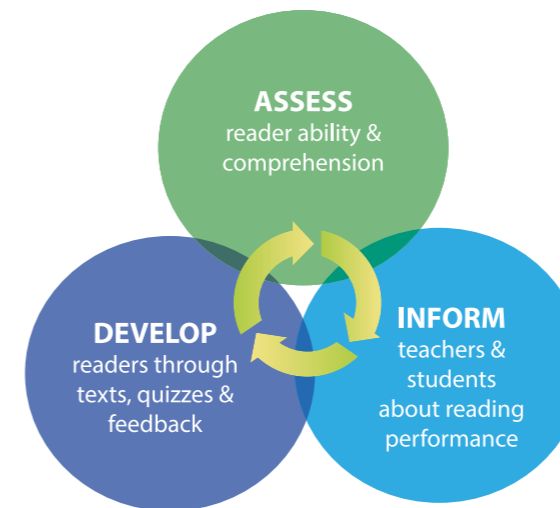 ASSESS
reader ability &
comprehension
DEVELOP
readers through
texts, quizzes &
feedback
INFORM
teachers &
students
about reading
performance